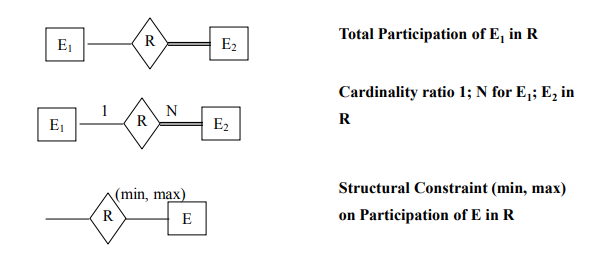 E₁ R E₂ Total Participation of E₁ in R
Cardinality ratio 1; N for E₁; E₂ in
R
E₁ 1 R N E₂
(min, max)
R E
Structural Constraint (min, max)
on Participation of E in R